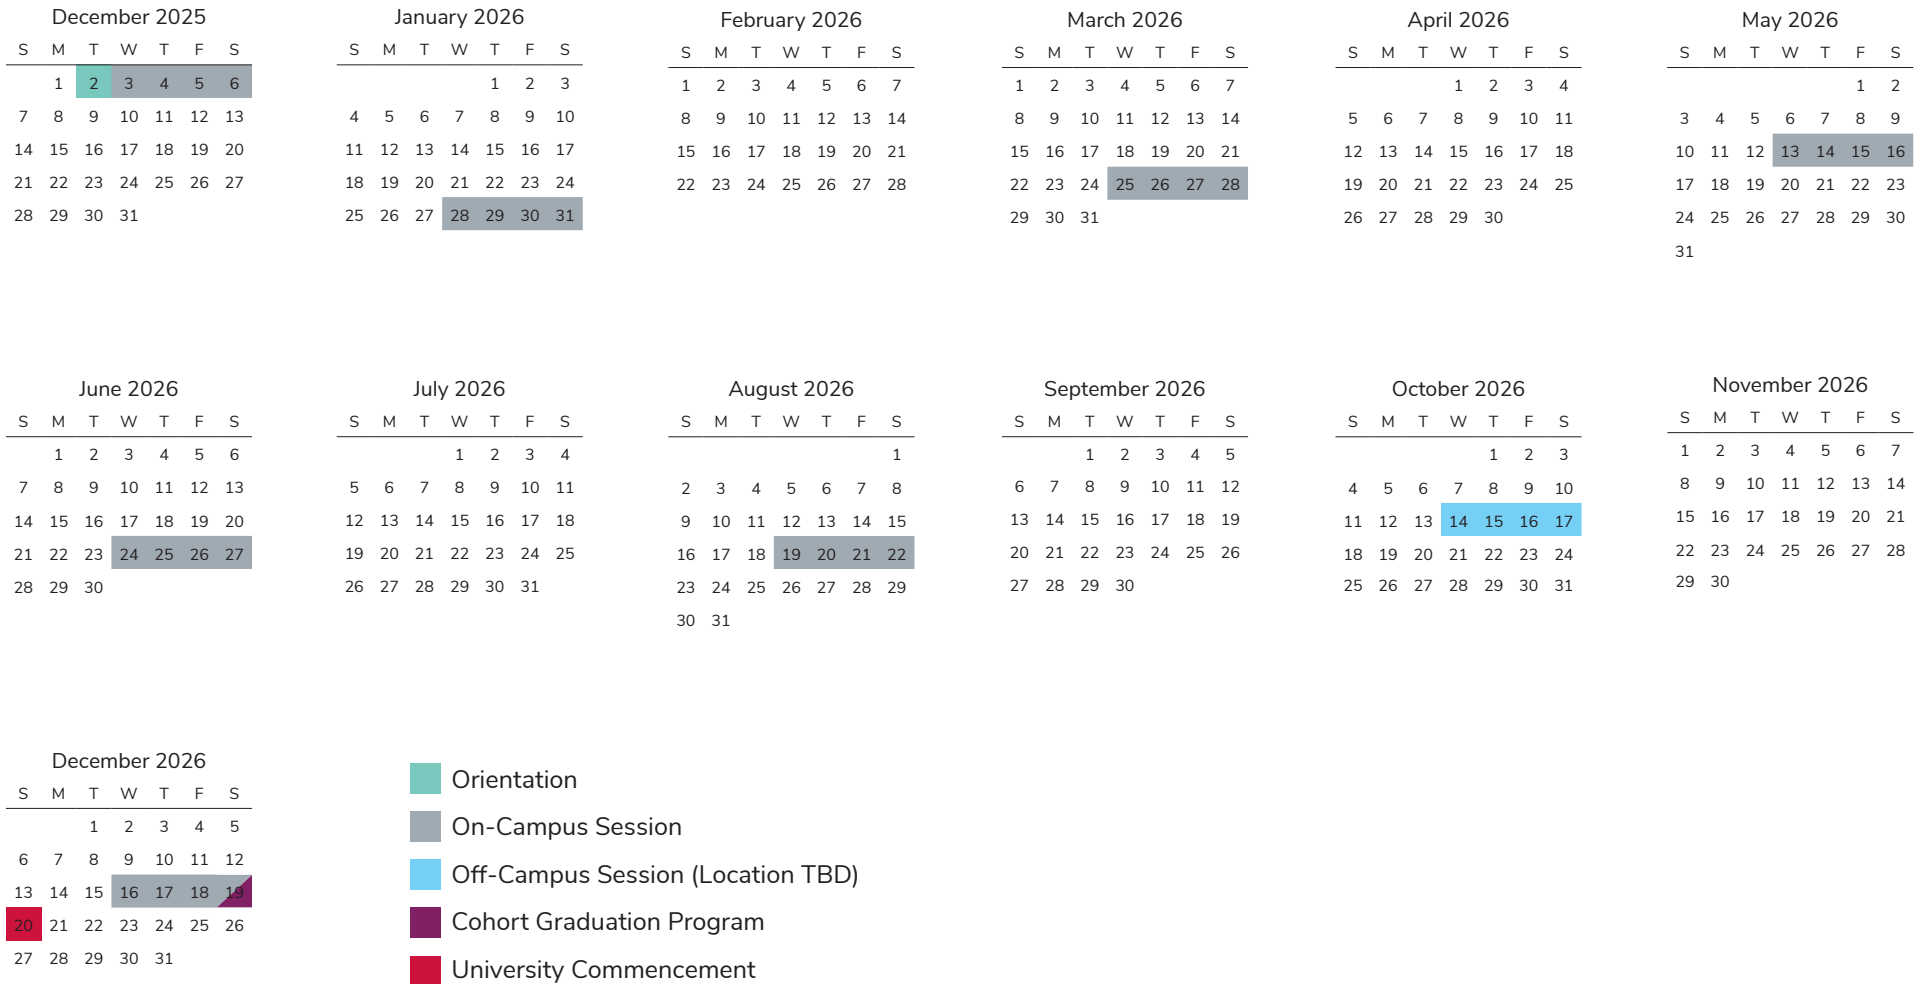 December 2025
S M T W T F S
1 2 3 4 5 6
7 8 9 10 11 12 13
14 15 16 17 18 19 20
21 22 23 24 25 26 27
28 29 30 31
January 2026
S M T W T F S
1 2 3
4 5 6 7 8 9 10
11 12 13 14 15 16 17
18 19 20 21 22 23 24
25 26 27 28 29 30 31
February 2026
S M T W T F S
1 2 3 4 5 6 7
8 9 10 11 12 13 14
15 16 17 18 19 20 21
22 23 24 25 26 27 28
March 2026
S M T W T F S
1 2 3 4 5 6 7
8 9 10 11 12 13 14
15 16 17 18 19 20 21
22 23 24 25 26 27 28
29 30 31
April 2026
S M T W T F S
1 2 3 4
5 6 7 8 9 10 11
12 13 14 15 16 17 18
19 20 21 22 23 24 25
26 27 28 29 30
May 2026
S M T W T F S
1 2
3 4 5 6 7 8 9
10 11 12 13 14 15 16
17 18 19 20 21 22 23
24 25 26 27 28 29 30
31
June 2026
S M T W T F S
1 2 3 4 5 6
7 8 9 10 11 12 13
14 15 16 17 18 19 20
21 22 23 24 25 26 27
28 29 30
July 2026
S M T W T F S
1 2 3 4
5 6 7 8 9 10 11
12 13 14 15 16 17 18
19 20 21 22 23 24 25
26 27 28 29 30 31
August 2026
S M T W T F S
1
2 3 4 5 6 7 8
9 10 11 12 13 14 15
16 17 18 19 20 21 22
23 24 25 26 27 28 29
30 31
September 2026
S M T W T F S
1 2 3 4 5
6 7 8 9 10 11 12
13 14 15 16 17 18 19
20 21 22 23 24 25 26
27 28 29 30
October 2026
S M T W T F S
1 2 3
4 5 6 7 8 9 10
11 12 13 14 15 16 17
18 19 20 21 22 23 24
25 26 27 28 29 30 31
November 2026
S M T W T F S
1 2 3 4 5 6 7
8 9 10 11 12 13 14
15 16 17 18 19 20 21
22 23 24 25 26 27 28
29 30
December 2026
S M T W T F S
1 2 3 4 5
6 7 8 9 10 11 12
13 14 15 16 17 18 19
20 21 22 23 24 25 26
27 28 29 30 31
Orientation
On-Campus Session
Off-Campus Session (Location TBD)
Cohort Graduation Program
University Commencement